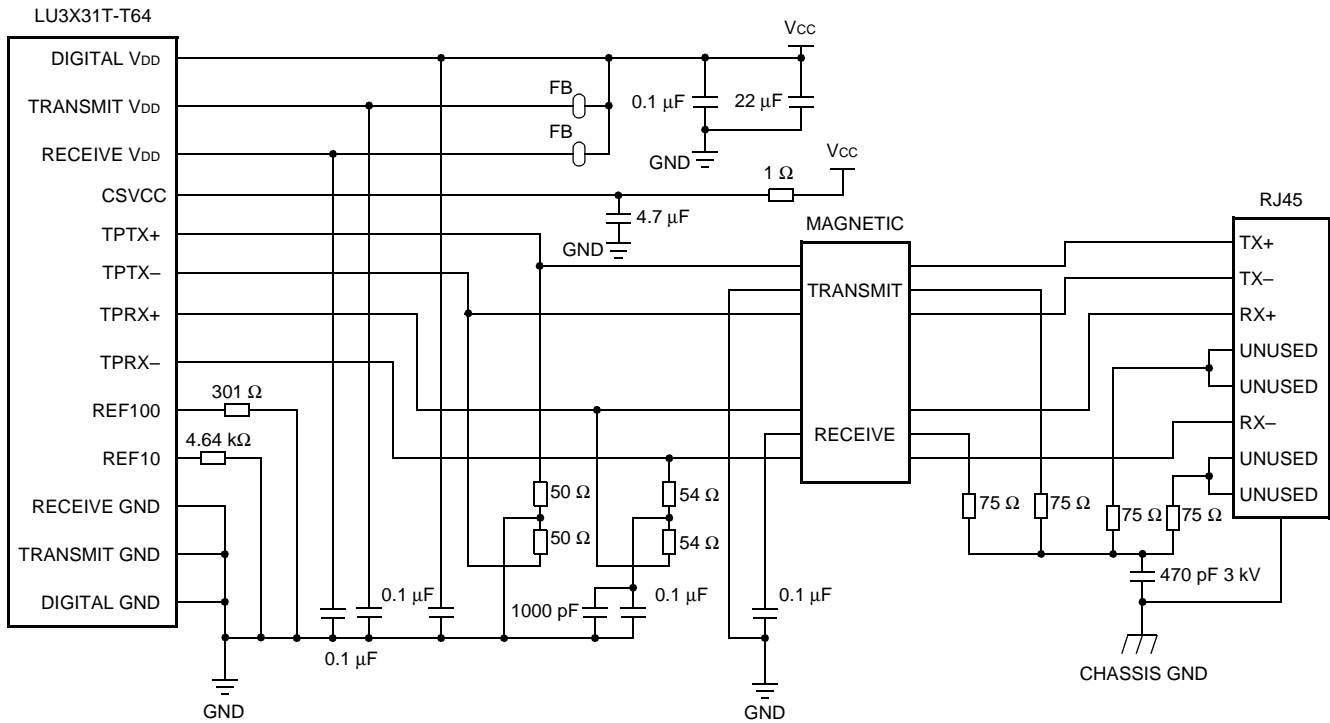 LU3X31T-T64
DIGITAL VDD
TRANSMIT VDD
RECEIVE VDD
CSVCC
TPTX+
TPTX–
TPRX+
TPRX–
REF100
REF10
RECEIVE GND
TRANSMIT GND
DIGITAL GND
301 Ω
4.64 kΩ
GND
FB
FB
VCC
0.1 µF
22 µF
GND
VCC
1 Ω
4.7 µF
GND
50 Ω
50 Ω
54 Ω
54 Ω
0.1 µF
0.1 µF
1000 pF
0.1 µF
0.1 µF
GND
MAGNETIC
TRANSMIT
RECEIVE
75 Ω
75 Ω
75 Ω
75 Ω
470 pF 3 kV
CHASSIS GND
RJ45
TX+
TX–
RX+
UNUSED
UNUSED
RX–
UNUSED
UNUSED